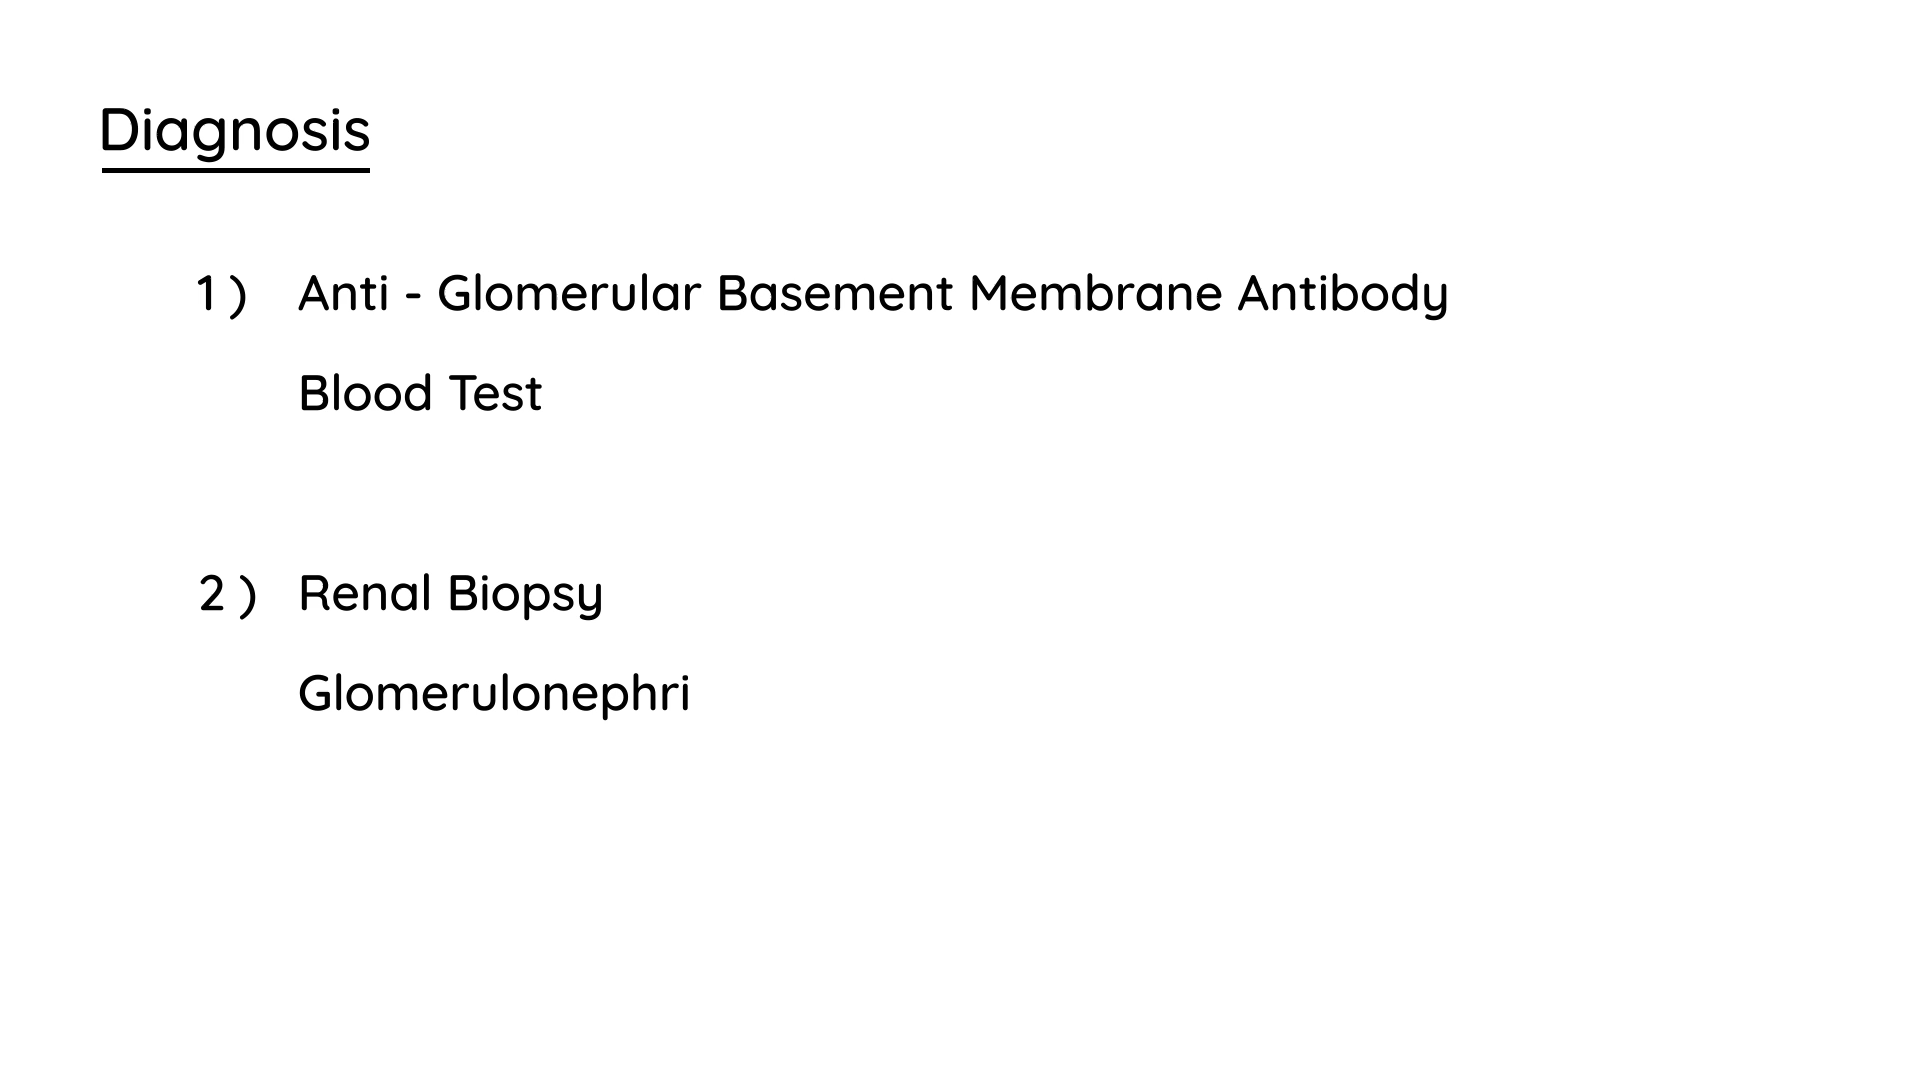 Diagnosis
1 ) Anti - Glomerular Basement Membrane Antibody
Blood Test
2 ) Renal Biopsy
Glomerulonephri